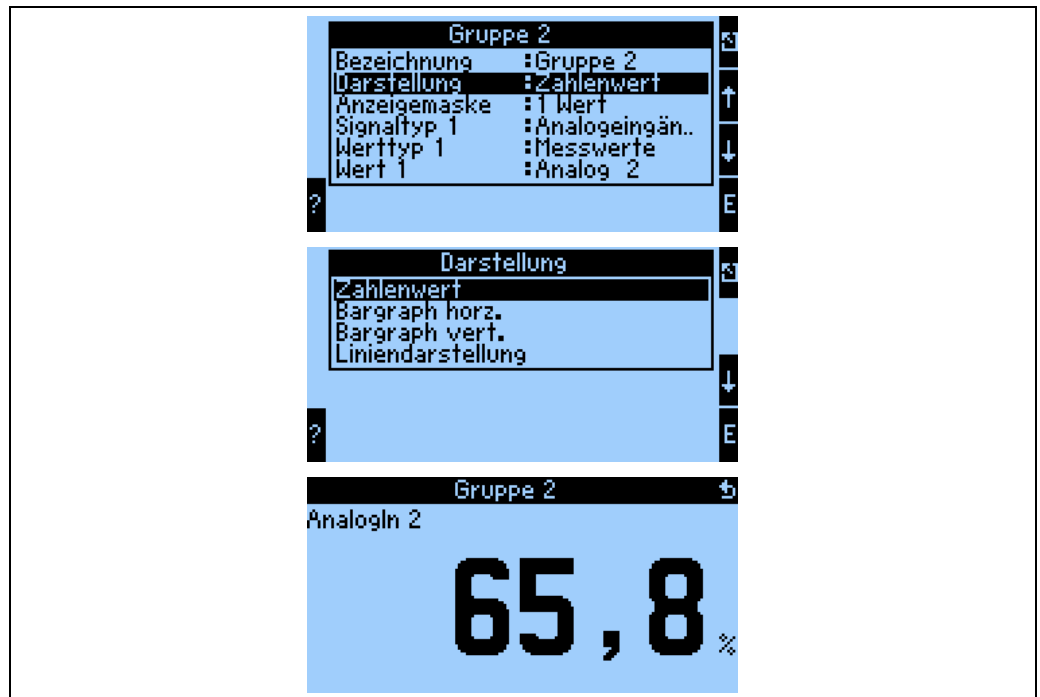 Gruppe 2
Bezeichnung :Gruppe 2
Darstellung :Zahlenwert
Anzeigemaske :1 Wert
Signaltyp 1 :Analogeingän..
Werttyp 1 :Messwerte
Wert 1 :Analog 2
? E
Darstellung
Zahlenwert
Bargraph horz.
Bargraph vert.
Liniendarstellung
? E
Gruppe 2
AnalogIn 2
65,8 %